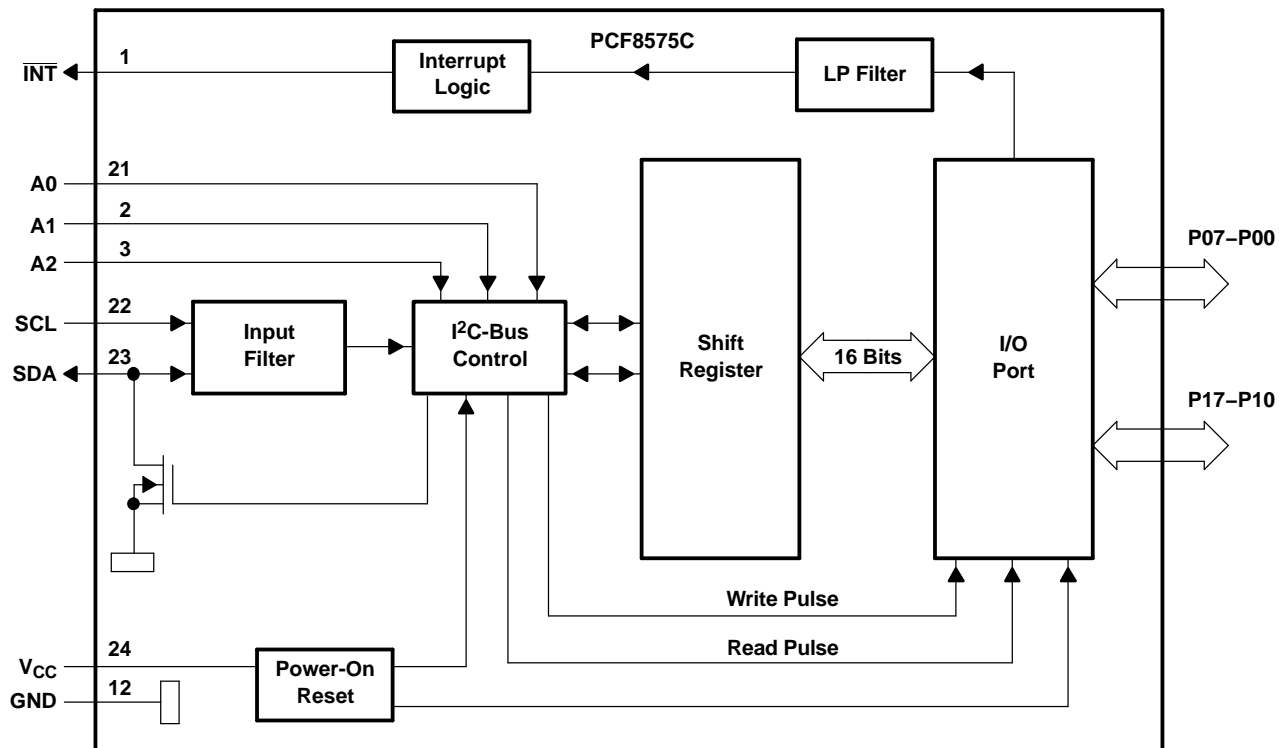 PCF8575C
1
INT
Interrupt
Logic
LP Filter
21
A0
2
A1
3
A2
22
SCL
23
SDA
Input
Filter
I2C-Bus
Control
Shift
Register
16 Bits
I/O
Port
P07–P00
P17–P10
Write Pulse
Read Pulse
24
VCC
12
GND
Power-On
Reset